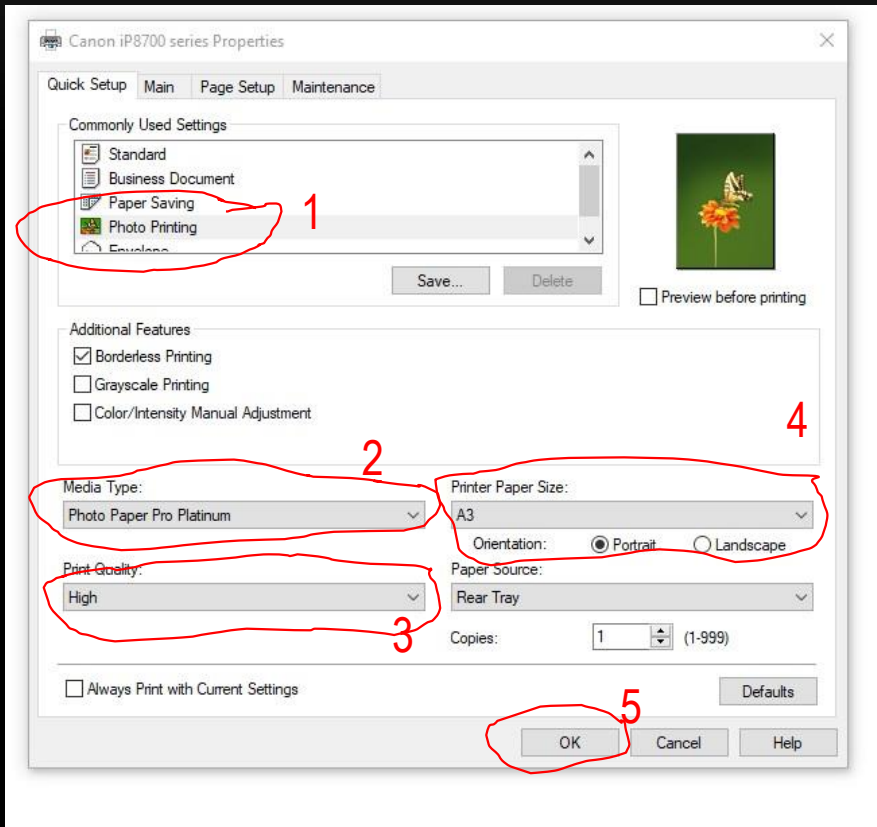 Canon iP8700 series Properties
Quick Setup Main Page Setup Maintenance
Commonly Used Settings
Standard
Business Document
Paper Saving
1
Photo Printing
Envelope
Save... Delete
Preview before printing
Additional Features
Borderless Printing
Grayscale Printing
Color/Intensity Manual Adjustment
4
2
Media Type: Printer Paper Size:
Photo Paper Pro Platinum A3
Orientation: Portrait Landscape
Print Quality: Paper Source:
High Rear Tray
3
Copies: 1 (1-999)
Always Print with Current Settings Defaults
5
OK Cancel Help